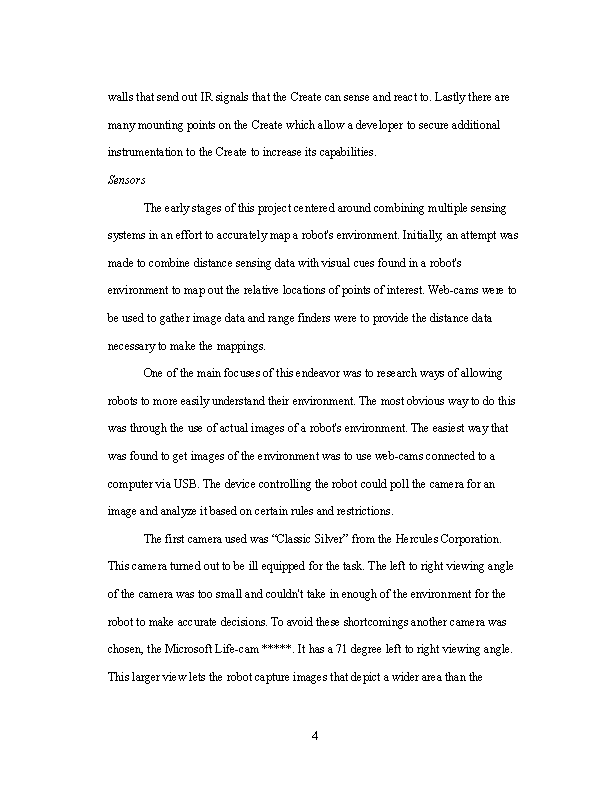 walls that send out IR signals that the Create can sense and react to. Lastly there are
many mounting points on the Create which allow a developer to secure additional
instrumentation to the Create to increase its capabilities.
Sensors
The early stages of this project centered around combining multiple sensing
systems in an effort to accurately map a robot's environment. Initially, an attempt was
made to combine distance sensing data with visual cues found in a robot's
environment to map out the relative locations of points of interest. Web-cams were to
be used to gather image data and range finders were to provide the distance data
necessary to make the mappings.
One of the main focuses of this endeavor was to research ways of allowing
robots to more easily understand their environment. The most obvious way to do this
was through the use of actual images of a robot's environment. The easiest way that
was found to get images of the environment was to use web-cams connected to a
computer via USB. The device controlling the robot could poll the camera for an
image and analyze it based on certain rules and restrictions.
The first camera used was “Classic Silver” from the Hercules Corporation.
This camera turned out to be ill equipped for the task. The left to right viewing angle
of the camera was too small and couldn't take in enough of the environment for the
robot to make accurate decisions. To avoid these shortcomings another camera was
chosen, the Microsoft Life-cam *****. It has a 71 degree left to right viewing angle.
This larger view lets the robot capture images that depict a wider area than the
4